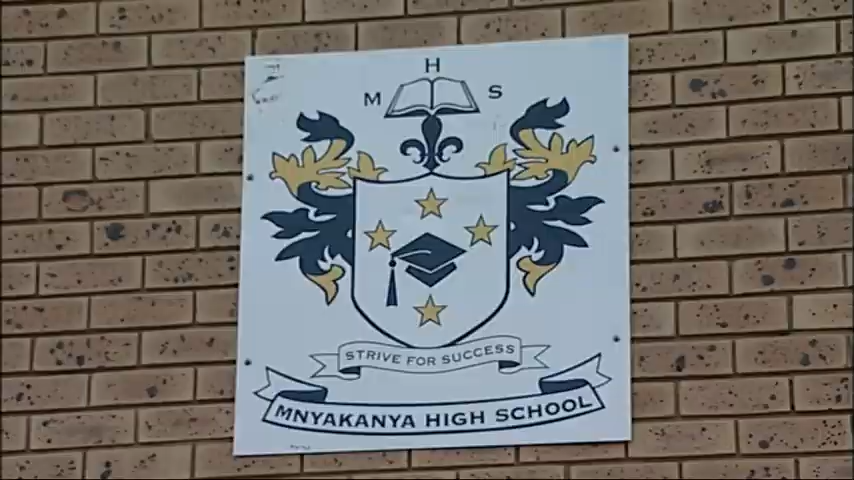 M H S
STRIVE FOR SUCCESS
MNYAKANYA HIGH SCHOOL